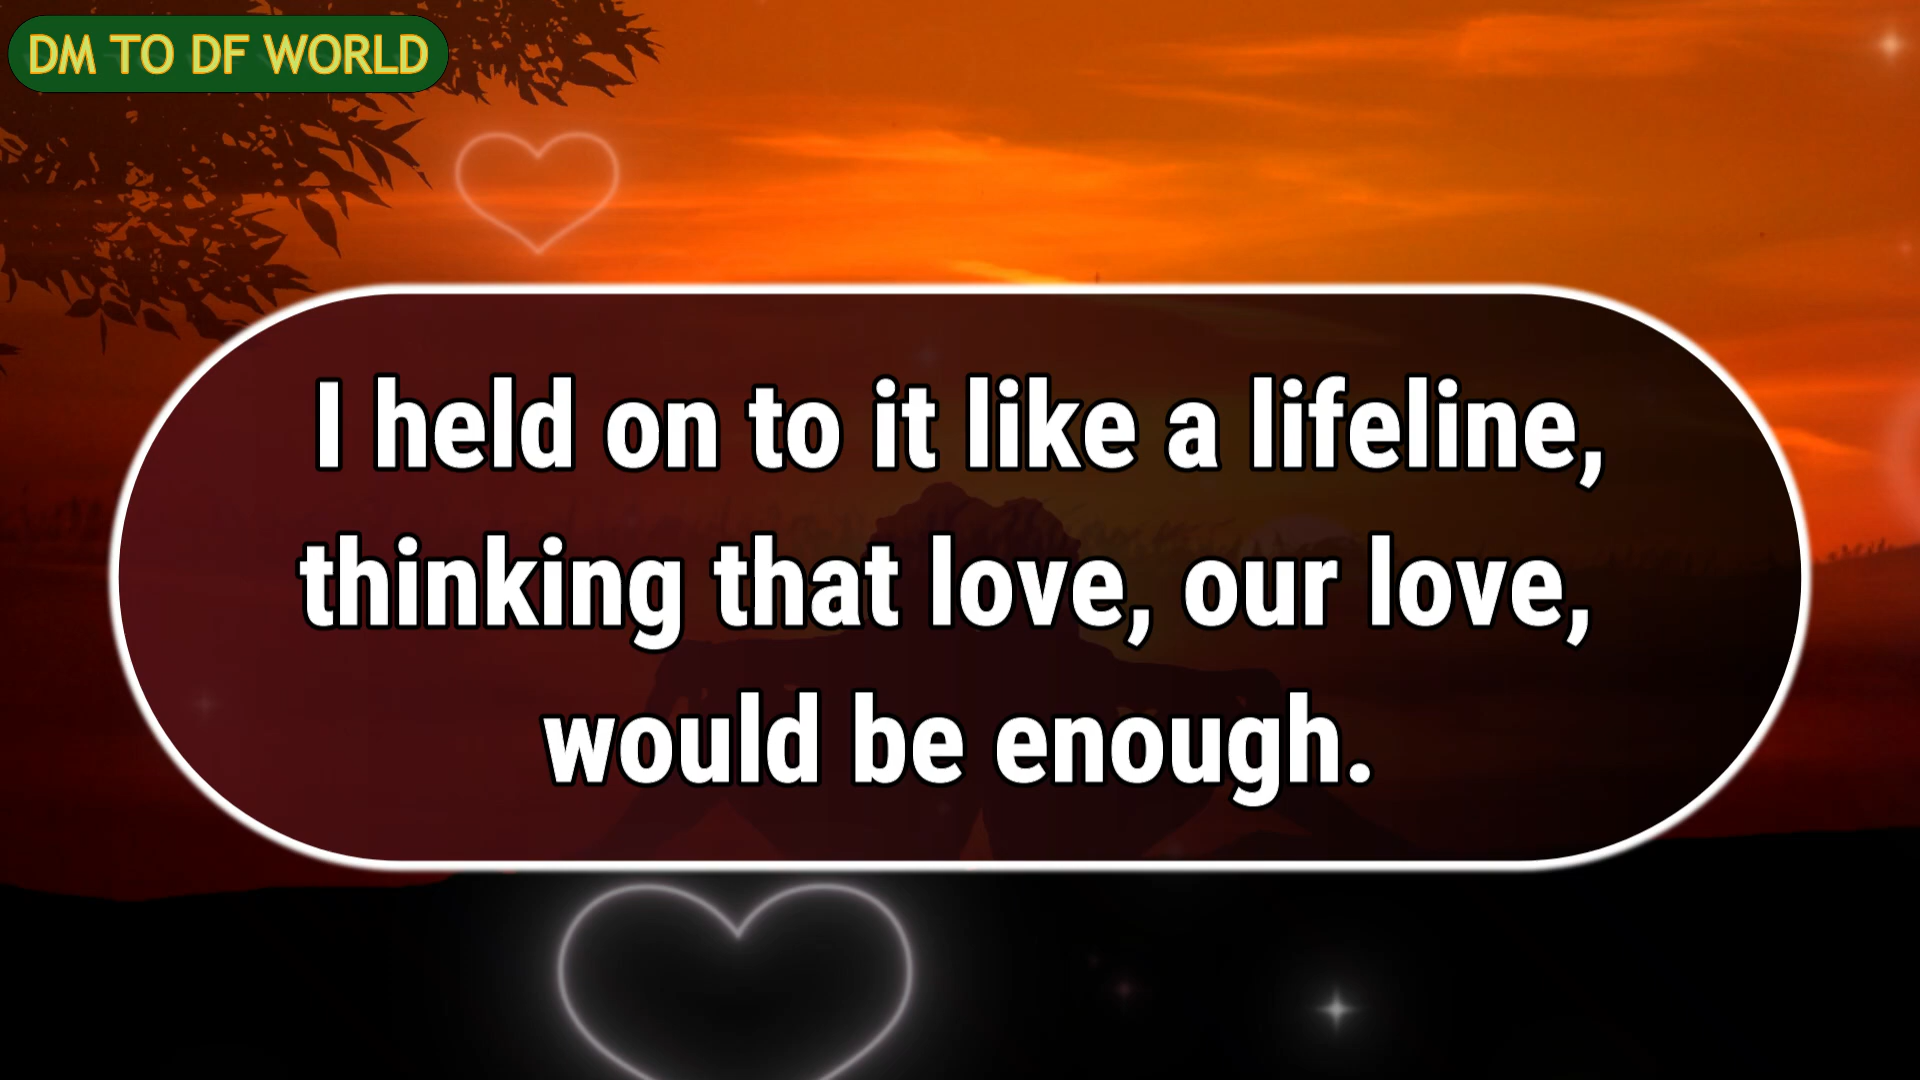 DM TO DF WORLD
I held on to it like a lifeline,
thinking that love, our love,
would be enough.